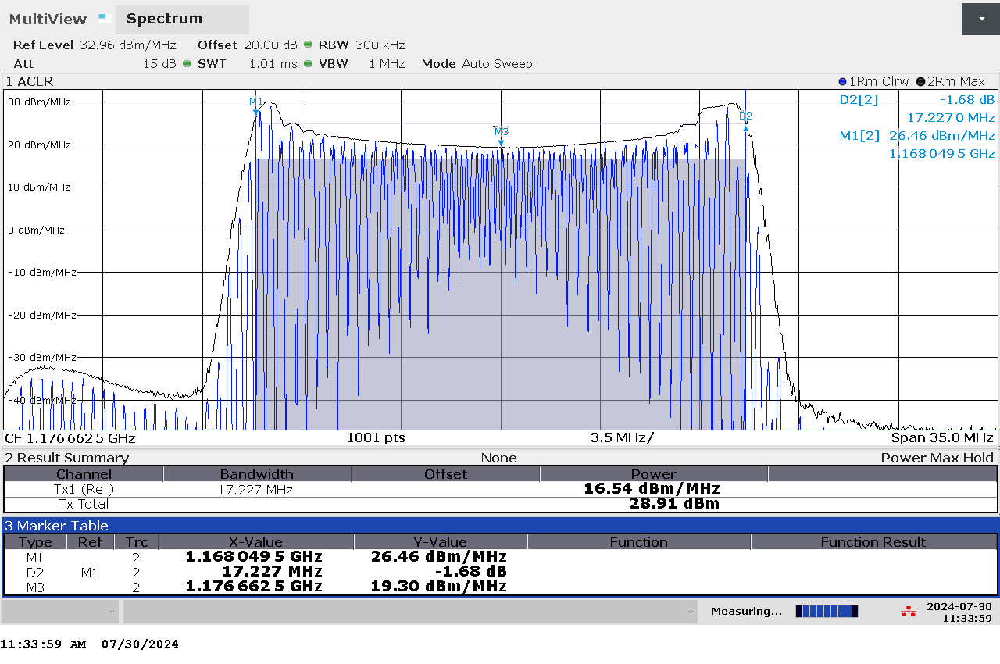 MultiView Spectrum
Ref Level 32.96 dBm/MHz Offset 20.00 dB RBW 300 kHz
Att 15 dB SWT 1.01 ms VBW 1 MHz Mode Auto Sweep
1 ACLR 1Rm Clrw 2Rm Max
D2[2] -1.68 dB
17.227 0 MHz
M1[2] 26.46 dBm/MHz
1.168 049 5 GHz
M1
M3
D2
30 dBm/MHz
20 dBm/MHz
10 dBm/MHz
0 dBm/MHz
-10 dBm/MHz
-20 dBm/MHz
-30 dBm/MHz
-40 dBm/MHz
CF 1.176 662 5 GHz 1001 pts 3.5 MHz/ Span 35.0 MHz
2 Result Summary None Power Max Hold
Channel Bandwidth Offset Power
Tx1 (Ref) 17.227 MHz 16.54 dBm/MHz
Tx Total 28.91 dBm
3 Marker Table
Type Ref Trc X-Value Y-Value Function Function Result
M1 2 1.168 049 5 GHz 26.46 dBm/MHz
D2 M1 2 17.227 MHz -1.68 dB
M3 2 1.176 662 5 GHz 19.30 dBm/MHz
Measuring... 2024-07-30
11:33:59
11:33:59 AM 07/30/2024